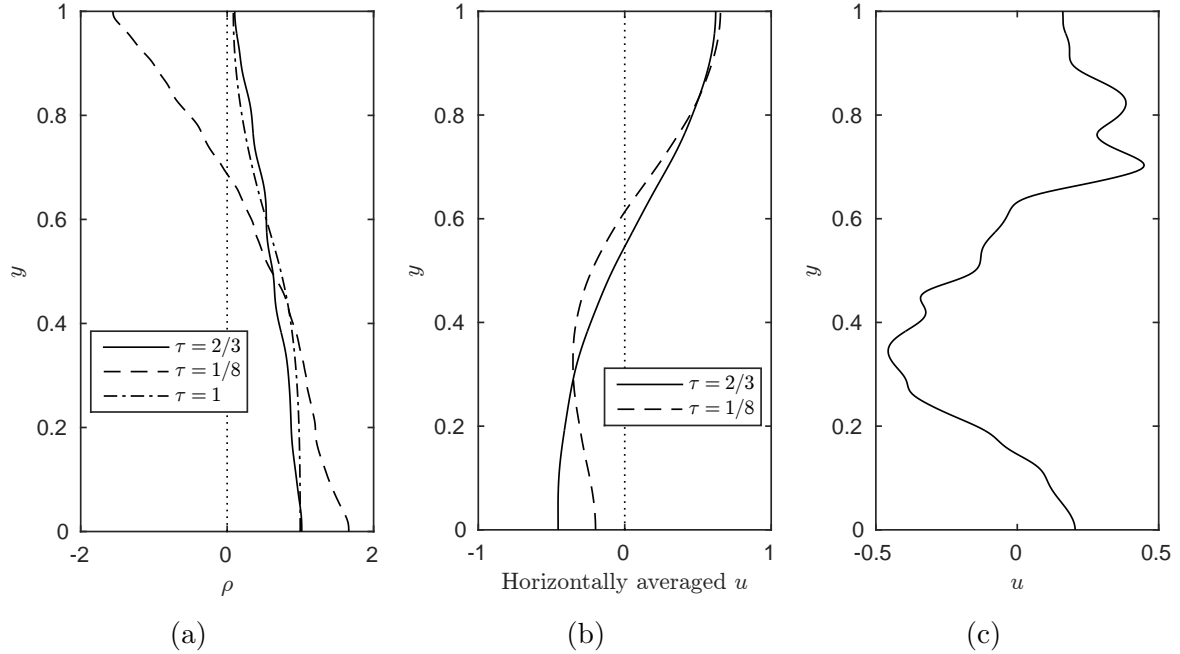 1
0.8
0.6
0.4
0.2
0
y
-2
0
2
ρ
τ = 2/3
τ = 1/8
τ = 1
(a)
1
0.8
0.6
0.4
0.2
0
y
-1
0
1
Horizontally averaged u
τ = 2/3
τ = 1/8
(b)
1
0.8
0.6
0.4
0.2
0
y
-0.5
0
0.5
u
(c)